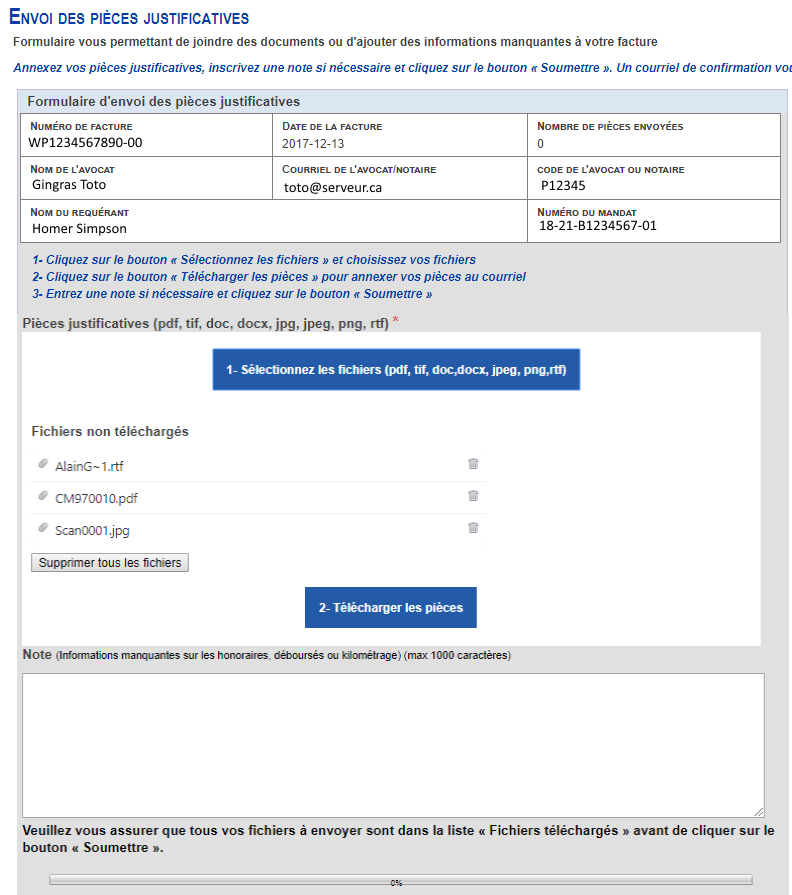 ENVOI DES PIÈCES JUSTIFICATIVES
Formulaire vous permettant de joindre des documents ou d'ajouter des informations manquantes à votre facture
Annexez vos pièces justificatives, inscrivez une note si nécessaire et cliquez sur le bouton « Soumettre ». Un courriel de confirmation vou
Formulaire d'envoi des pièces justificatives
NUMÉRO DE FACTURE DATE DE LA FACTURE NOMBRE DE PIÈCES ENVOYÉES
WP1234567890-00 2017-12-13 0
NOM DE L'AVOCAT COURRIEL DE L'AVOCAT/NOTAIRE CODE DE L'AVOCAT OU NOTAIRE
Gingras Toto toto@serveur.ca P12345
NOM DU REQUÉRANT NUMÉRO DU MANDAT
Homer Simpson 18-21-B1234567-01
1- Cliquez sur le bouton « Sélectionnez les fichiers » et choisissez vos fichiers
2- Cliquez sur le bouton « Télécharger les pièces » pour annexer vos pièces au courriel
3- Entrez une note si nécessaire et cliquez sur le bouton « Soumettre »
Pièces justificatives (pdf, tif, doc, docx, jpg, jpeg, png, rtf) *
1- Sélectionnez les fichiers (pdf, tif, doc,docx, jpeg, png,rtf)
Fichiers non téléchargés
AlainG~1.rtf
CM970010.pdf
Scan0001.jpg
Supprimer tous les fichiers
2- Télécharger les pièces
Note (Informations manquantes sur les honoraires, déboursés ou kilométrage) (max 1000 caractères)
Veuillez vous assurer que tous vos fichiers à envoyer sont dans la liste « Fichiers téléchargés » avant de cliquer sur le
bouton « Soumettre ».
0%